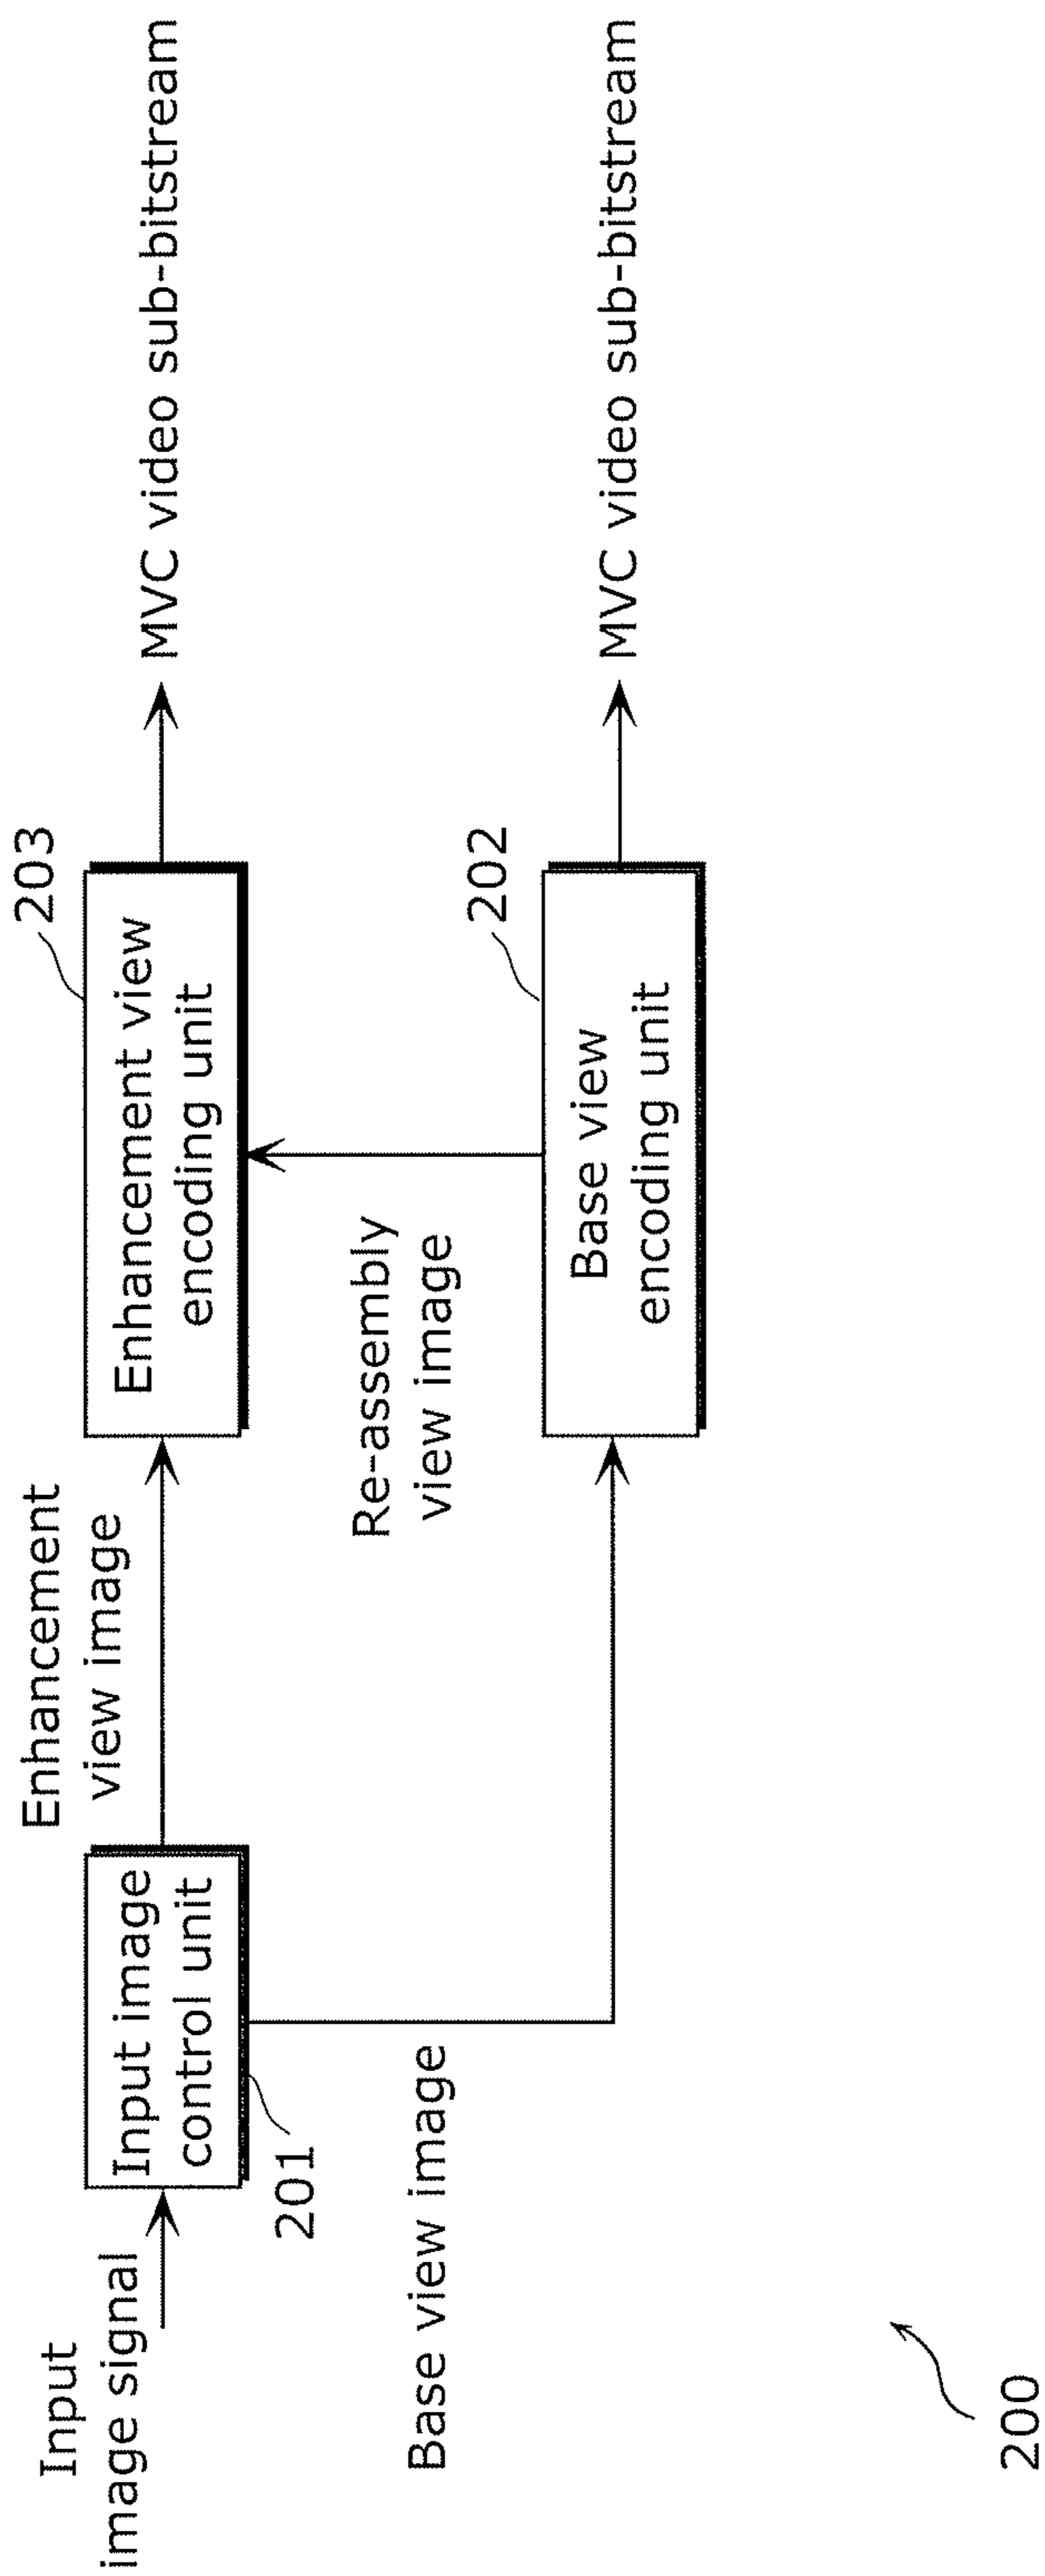 Input
image signal
Input image
control unit
201
Enhancement
view image
Enhancement view
encoding unit
203
MVC video sub-bitstream
Base view image
Re-assembly
view image
Base view
encoding unit
202
MVC video sub-bitstream
200